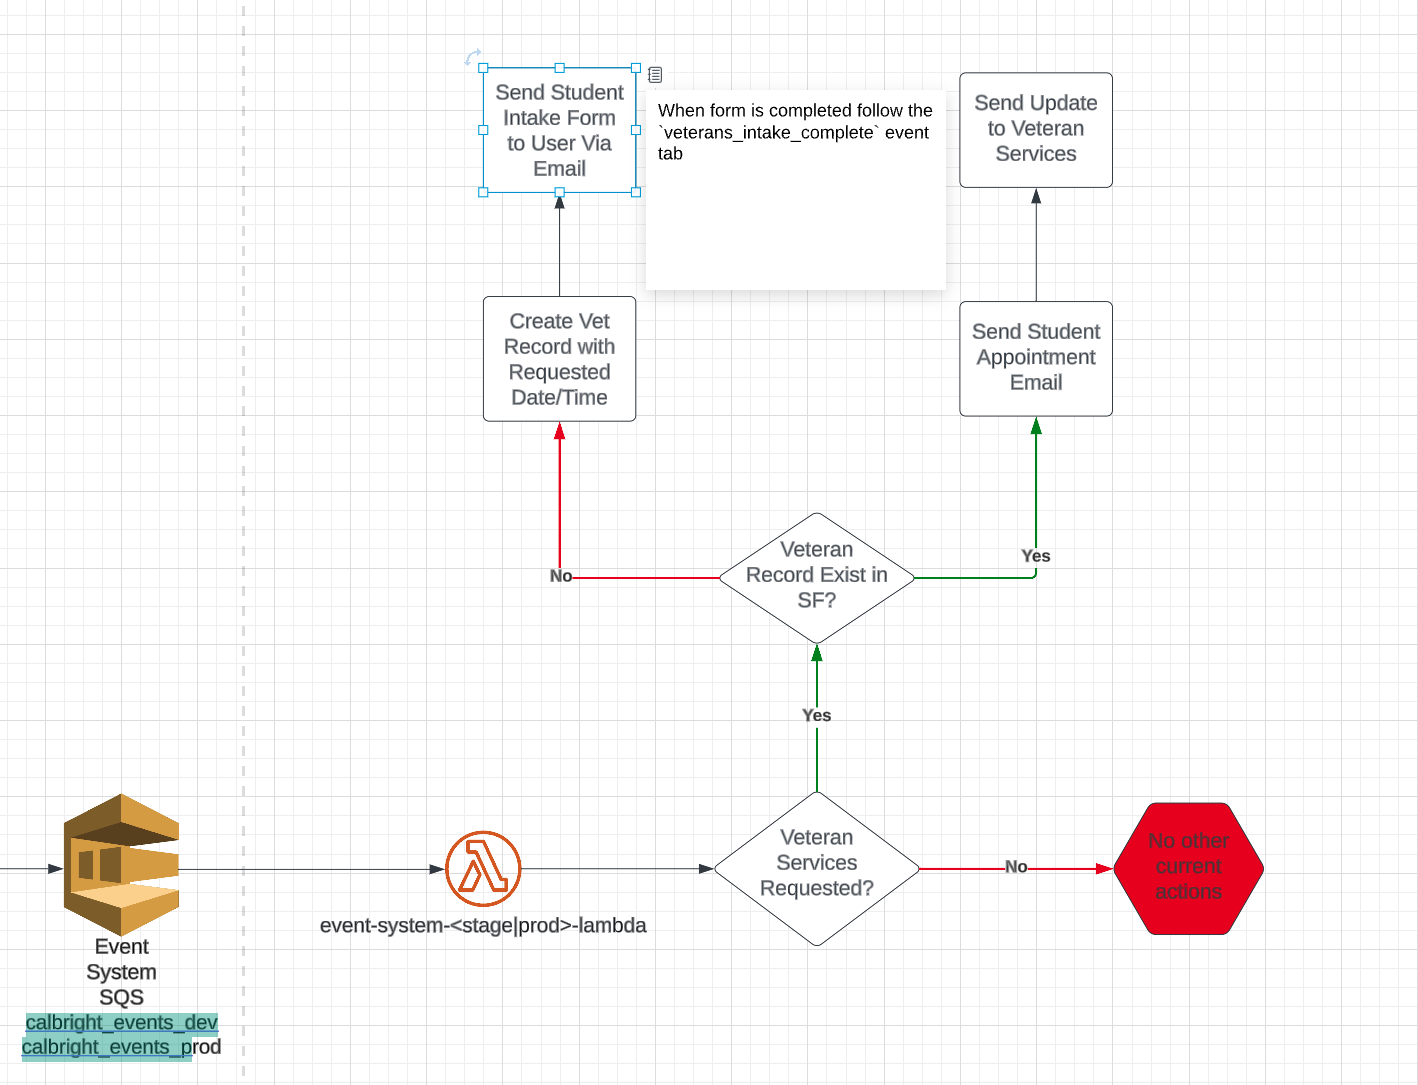 Send Student
Intake Form
to User Via
Email
When form is completed follow the
`veterans_intake_complete` event
tab
Send Update
to Veteran
Services
Create Vet
Record with
Requested
Date/Time
Send Student
Appointment
Email
Veteran
Record Exist in
SF?
No
Yes
Yes
Veteran
Services
Requested?
No
No other
current
actions
event-system-<stage|prod>-lambda
Event
System
SQS
calbright_events_dev
calbright_events_prod